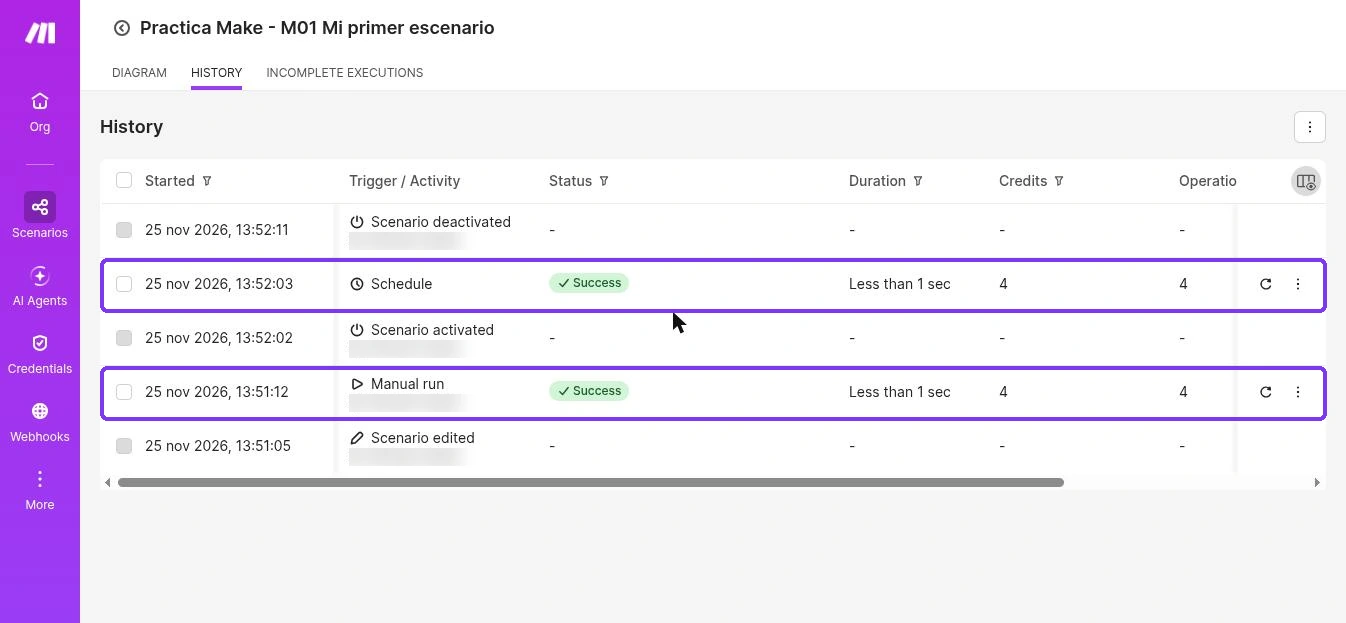 Practica Make - M01 Mi primer escenario
DIAGRAM HISTORY INCOMPLETE EXECUTIONS
Org
Scenarios
AI Agents
Credentials
Webhooks
More
History
Started Trigger / Activity Status Duration Credits Operatio
25 nov 2026, 13:52:11 Scenario deactivated - - - -
25 nov 2026, 13:52:03 Schedule Success Less than 1 sec 4 4
25 nov 2026, 13:52:02 Scenario activated - - - -
25 nov 2026, 13:51:12 Manual run Success Less than 1 sec 4 4
25 nov 2026, 13:51:05 Scenario edited - - - -